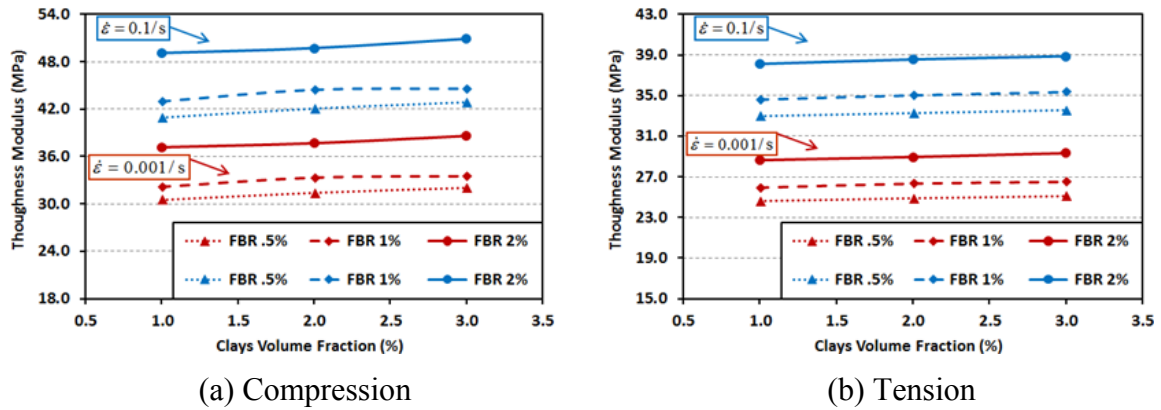 54.0
48.0
42.0
36.0
30.0
24.0
18.0
Thoughness Modulus (MPa)
ε̇ = 0.1/s
ε̇ = 0.001/s
FBR .5% FBR 1% FBR 2%
FBR .5% FBR 1% FBR 2%
0.5 1.0 1.5 2.0 2.5 3.0 3.5
Clays Volume Fraction (%)
(a) Compression
43.0
39.0
35.0
31.0
27.0
23.0
19.0
15.0
Thoughness Modulus (MPa)
ε̇ = 0.1/s
ε̇ = 0.001/s
FBR .5% FBR 1% FBR 2%
FBR .5% FBR 1% FBR 2%
0.5 1.0 1.5 2.0 2.5 3.0 3.5
Clays Volume Fraction (%)
(b) Tension